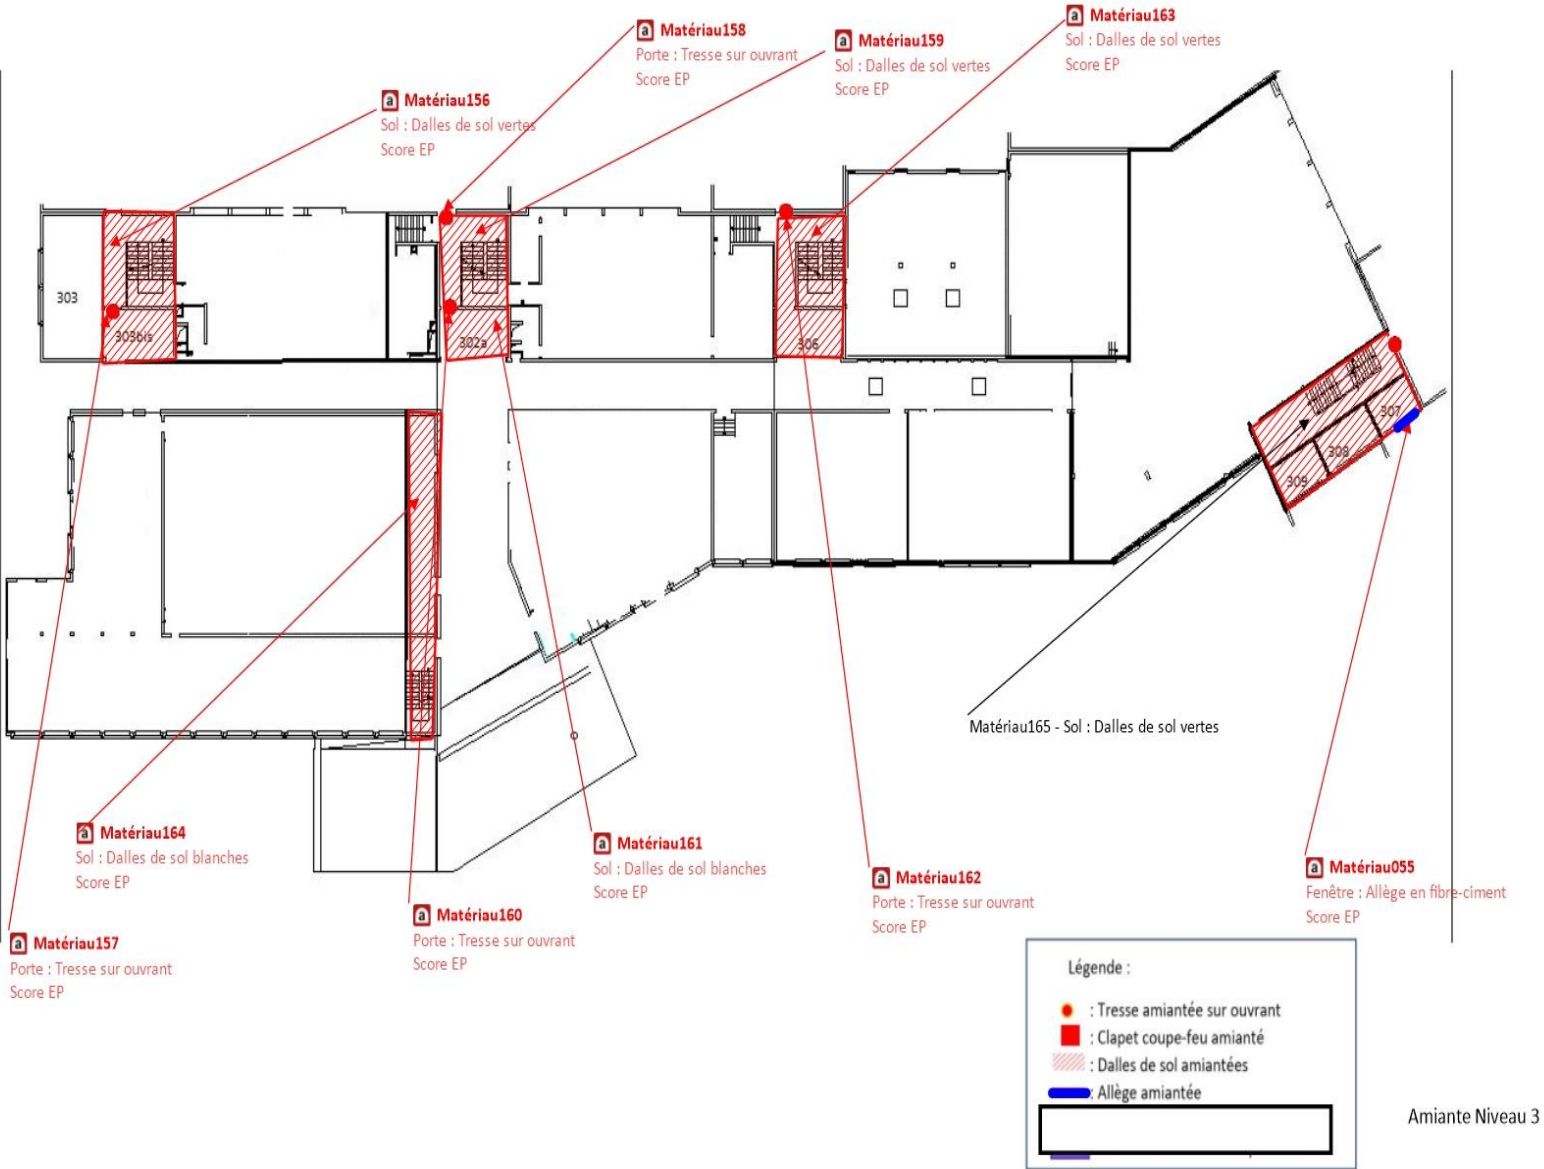 a Matériau163
Sol : Dalles de sol vertes
Score EP
a Matériau158
Porte : Tresse sur ouvrant
Score EP
a Matériau159
Sol : Dalles de sol vertes
Score EP
a Matériau156
Sol : Dalles de sol vertes
Score EP
303
303bis
302a
306
307
308
309
Matériau165 - Sol : Dalles de sol vertes
a Matériau164
Sol : Dalles de sol blanches
Score EP
a Matériau161
Sol : Dalles de sol blanches
Score EP
a Matériau162
Porte : Tresse sur ouvrant
Score EP
a Matériau055
Fenêtre : Allège en fibre-ciment
Score EP
a Matériau160
Porte : Tresse sur ouvrant
Score EP
a Matériau157
Porte : Tresse sur ouvrant
Score EP
Légende :
: Tresse amiantée sur ouvrant
: Clapet coupe-feu amianté
: Dalles de sol amiantées
: Allège amiantée
Amiante Niveau 3